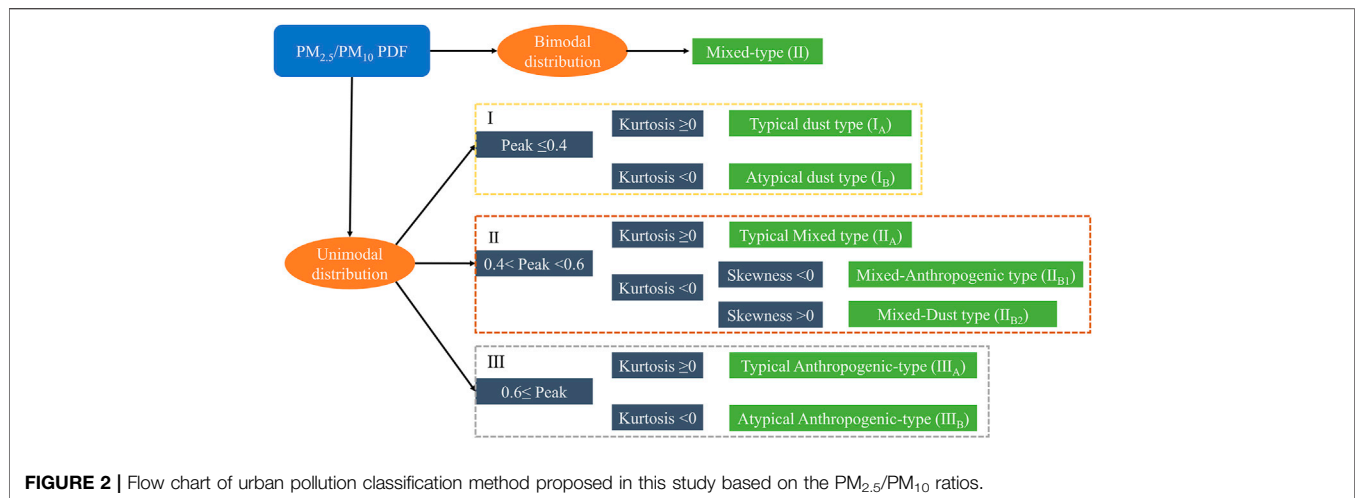 PM2.5/PM10 PDF
Bimodal
distribution
Mixed-type (II)
Unimodal
distribution
I
Peak ≤0.4
Kurtosis ≥0
Typical dust type (IA)
Kurtosis <0
Atypical dust type (IB)
II
0.4< Peak <0.6
Kurtosis ≥0
Typical Mixed type (IIA)
Kurtosis <0
Skewness <0
Mixed-Anthropogenic type (IIB1)
Skewness >0
Mixed-Dust type (IIB2)
III
0.6≤ Peak
Kurtosis ≥0
Typical Anthropogenic-type (IIIA)
Kurtosis <0
Atypical Anthropogenic-type (IIIB)
FIGURE 2 | Flow chart of urban pollution classification method proposed in this study based on the PM2.5/PM10 ratios.